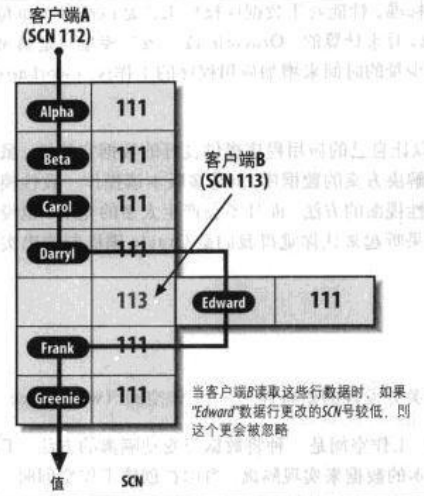 客户端A
(SCN 112)
Alpha 111
Beta 111
客户端B
(SCN 113)
Carol 111
Darryl 111
113 Edward 111
Frank 111
Greenie 111
当客户端B读取这些行数据时，如果
"Edward"数据行更改的SCN号较低，则
这个更会被忽略
值 SCN